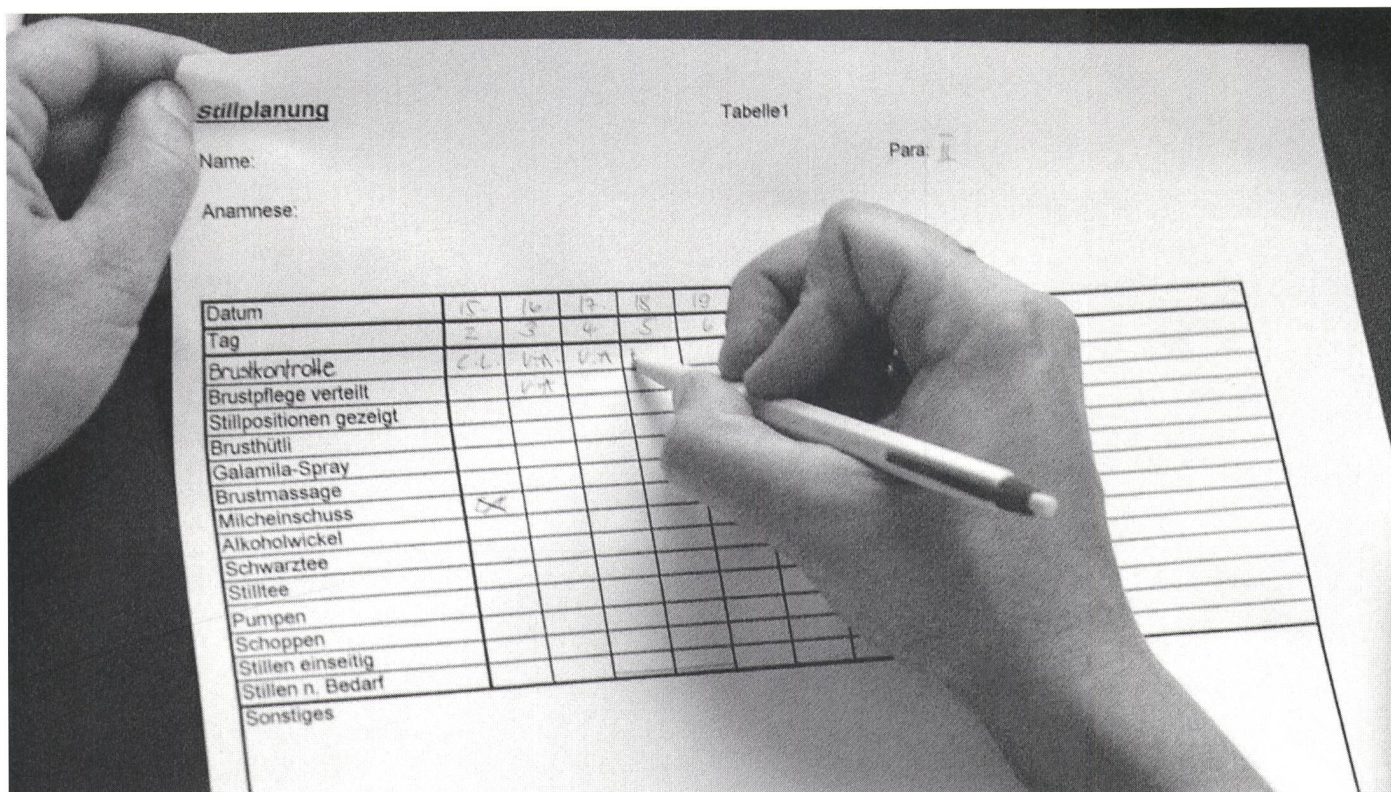 Stillplanung Tabelle1
Name: Para: II
Anamnese:
Datum 15. 16 17. 18 19
Tag 2 3 4 5 6
Brustkontrolle C.L. V.A. V.A
Brustpflege verteilt V.A
Stillpositionen gezeigt
Brusthütli
Galamila-Spray
Brustmassage
Milcheinschuss
Alkoholwickel
Schwarztee
Stilltee
Pumpen
Schoppen
Stillen einseitig
Stillen n. Bedarf
Sonstiges